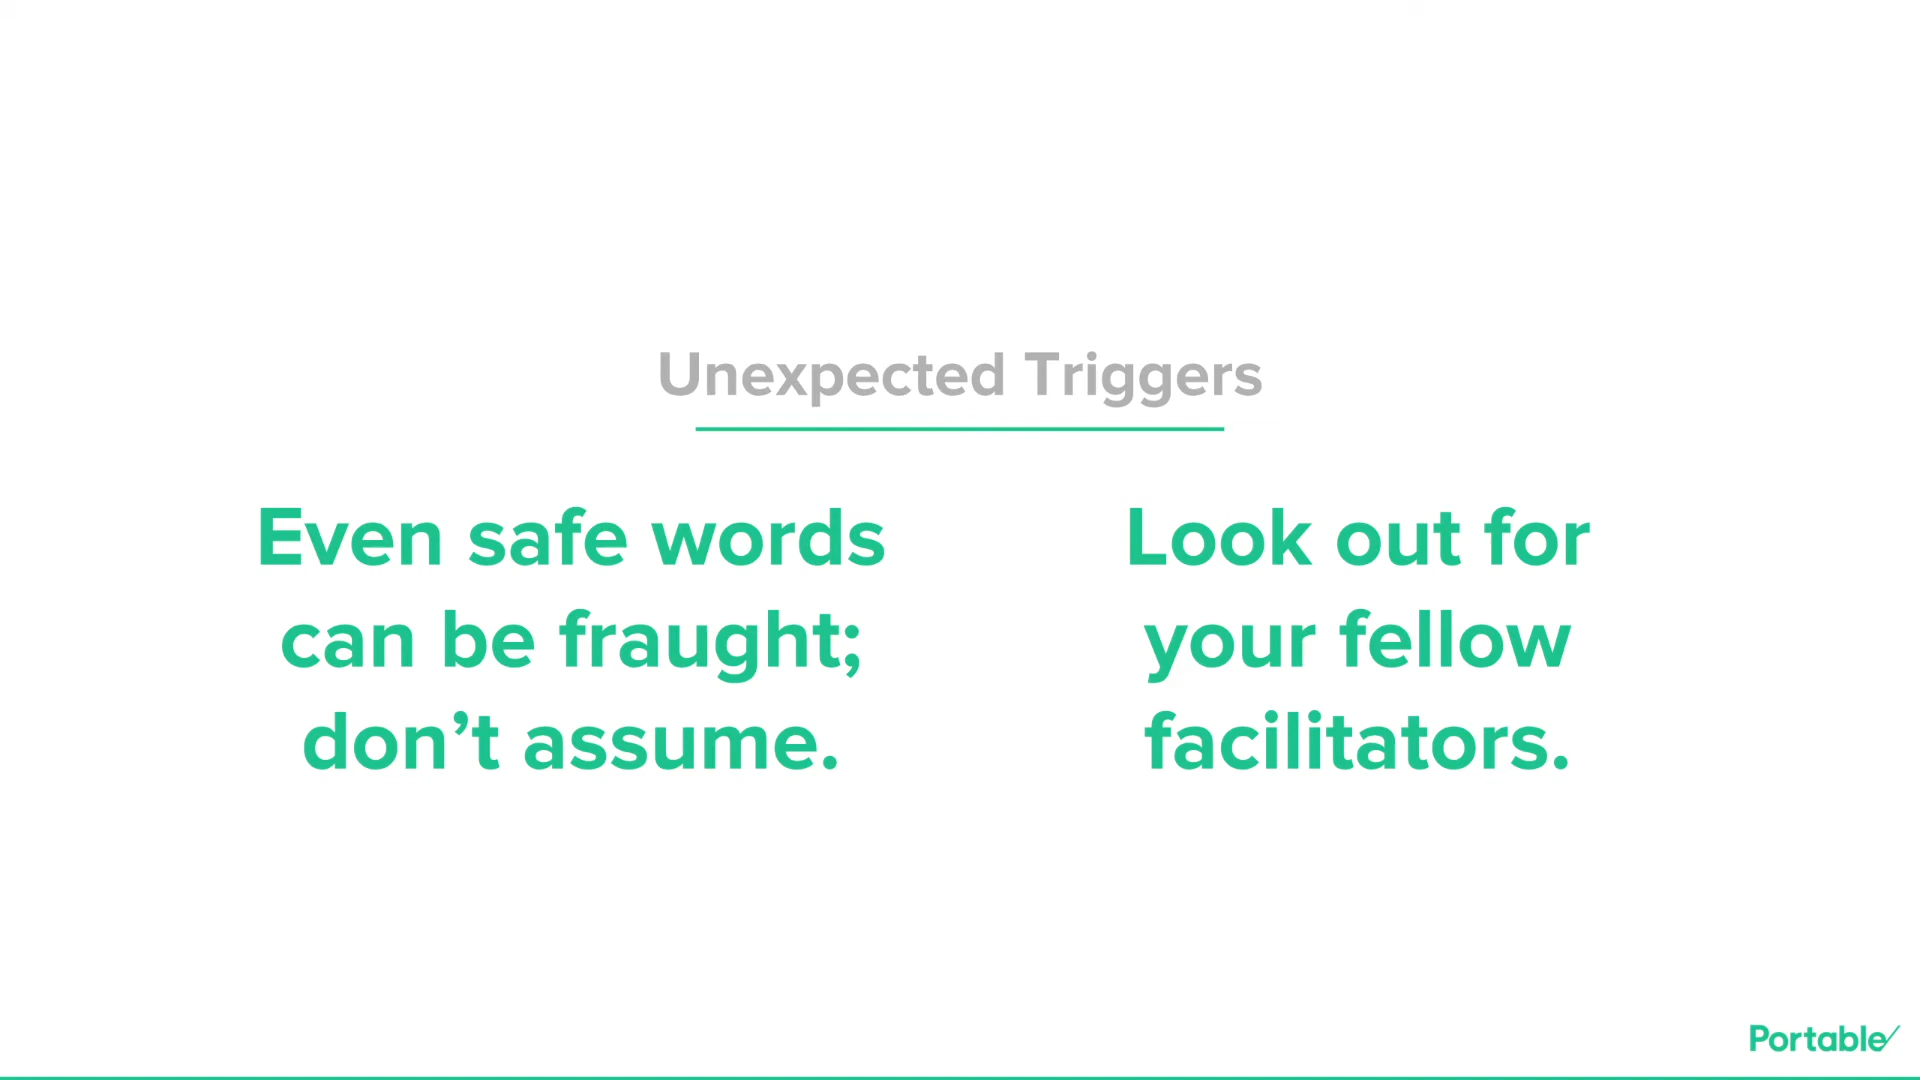 Unexpected Triggers
Even safe words
can be fraught;
don’t assume.
Look out for
your fellow
facilitators.
Portable